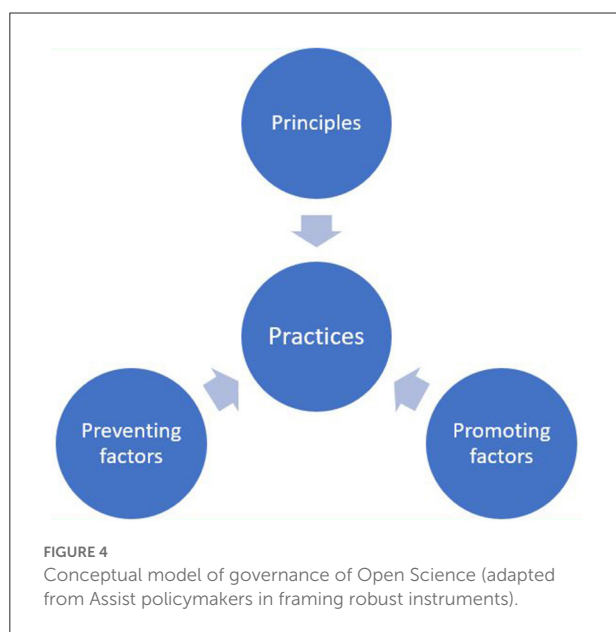 Principles
Practices
Preventing
factors
Promoting
factors
FIGURE 4
Conceptual model of governance of Open Science (adapted
from Assist policymakers in framing robust instruments).